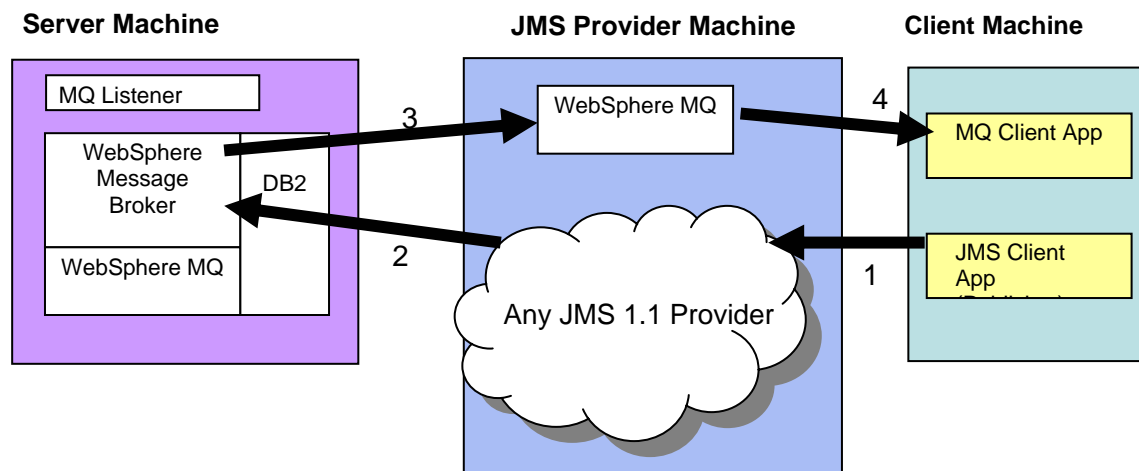 Server Machine
JMS Provider Machine
Client Machine
MQ Listener
WebSphere
Message
Broker
DB2
WebSphere MQ
3
2
WebSphere MQ
Any JMS 1.1 Provider
4
1
MQ Client App
JMS Client
App